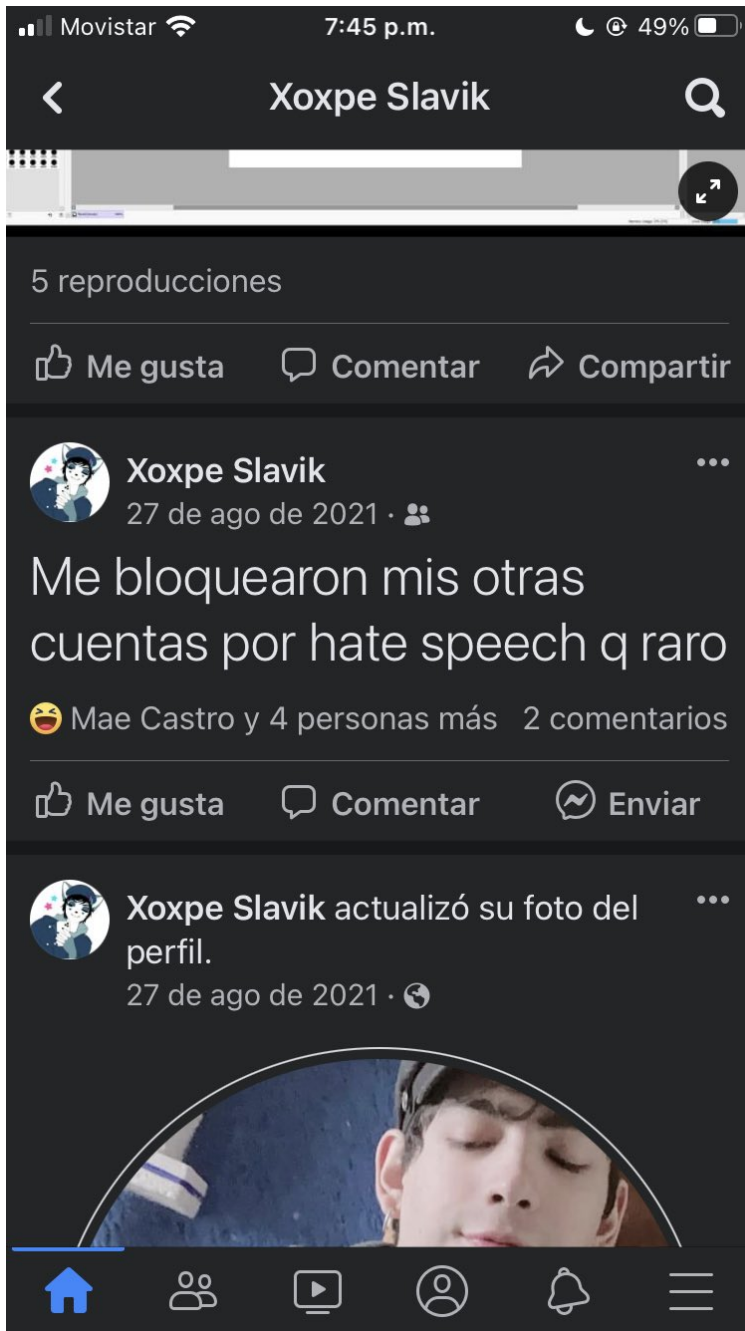 Movistar 7:45 p.m. 49%
Xoxpe Slavik
5 reproducciones
Me gusta Comentar Compartir
Xoxpe Slavik
27 de ago de 2021 ·
Me bloquearon mis otras
cuentas por hate speech q raro
Mae Castro y 4 personas más 2 comentarios
Me gusta Comentar Enviar
Xoxpe Slavik actualizó su foto del
perfil.
27 de ago de 2021 ·